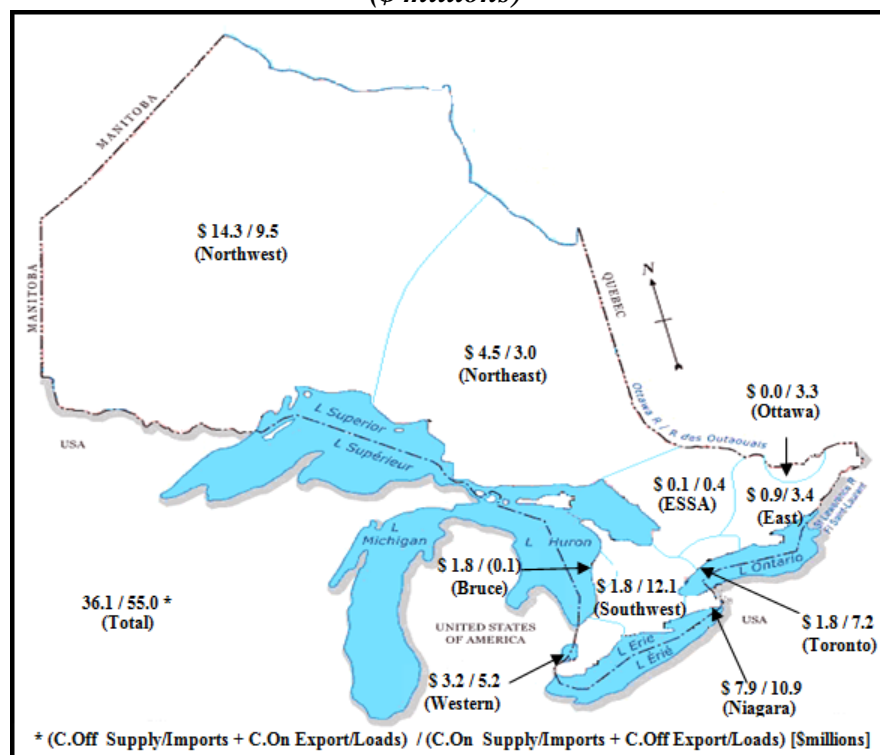 ($ millions)
MANITOBA
$ 14.3 / 9.5
(Northwest)
MANITOBA
N
QUEBEC
$ 4.5 / 3.0
(Northeast)
$ 0.0 / 3.3
(Ottawa)
Ottawa R / R des Outaouais
L Superior
L Supérieur
USA
$ 0.1 / 0.4
(ESSA)
$ 0.9 / 3.4
(East)
St Lawrence R
Fl Saint-Laurent
L
Michigan
L Huron
L Ontario
$ 1.8 / (0.1)
(Bruce)
$ 1.8 / 12.1
(Southwest)
36.1 / 55.0 *
(Total)
UNITED STATES
OF AMERICA
USA
$ 1.8 / 7.2
(Toronto)
L Erie
L Érié
$ 3.2 / 5.2
(Western)
$ 7.9 / 10.9
(Niagara)
* (C.Off Supply/Imports + C.On Export/Loads) / (C.On Supply/Imports + C.Off Export/Loads) [$millions]